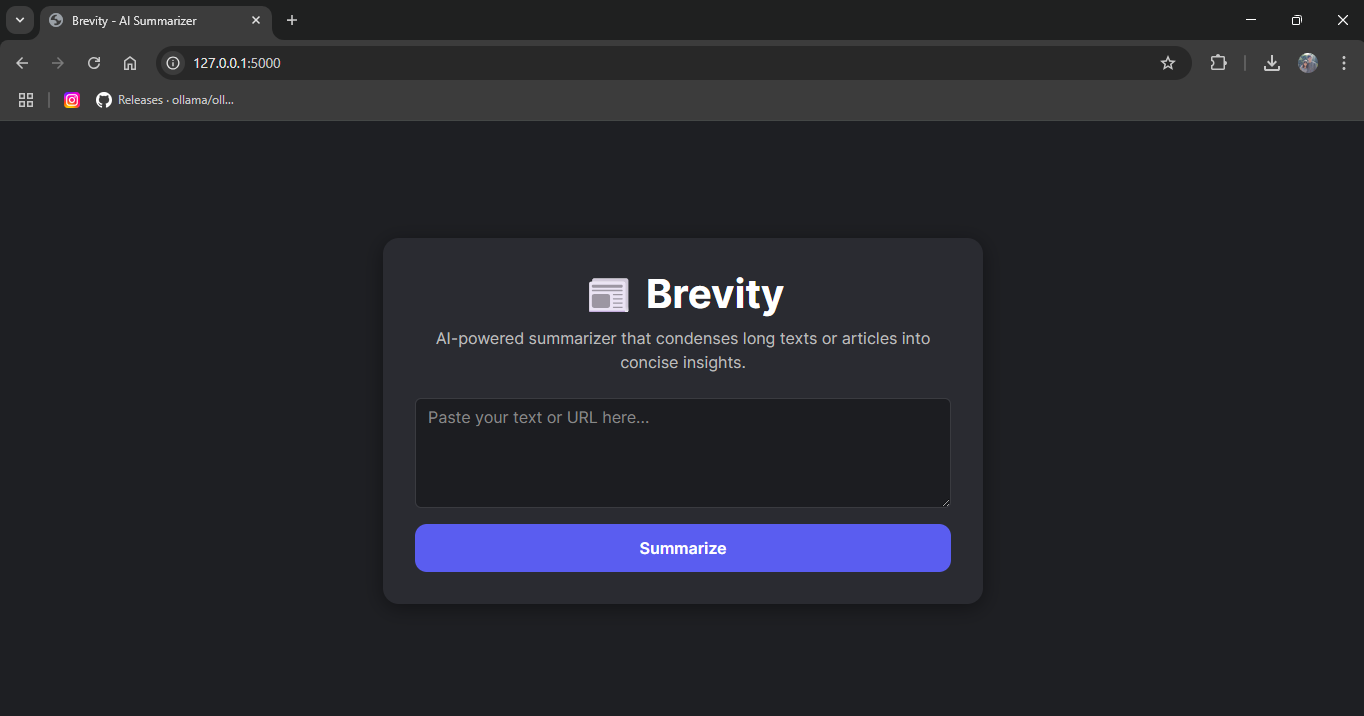 Brevity - AI Summarizer
127.0.0.1:5000
Releases · ollama/oll...
Brevity
AI-powered summarizer that condenses long texts or articles into
concise insights.
Paste your text or URL here...
Summarize